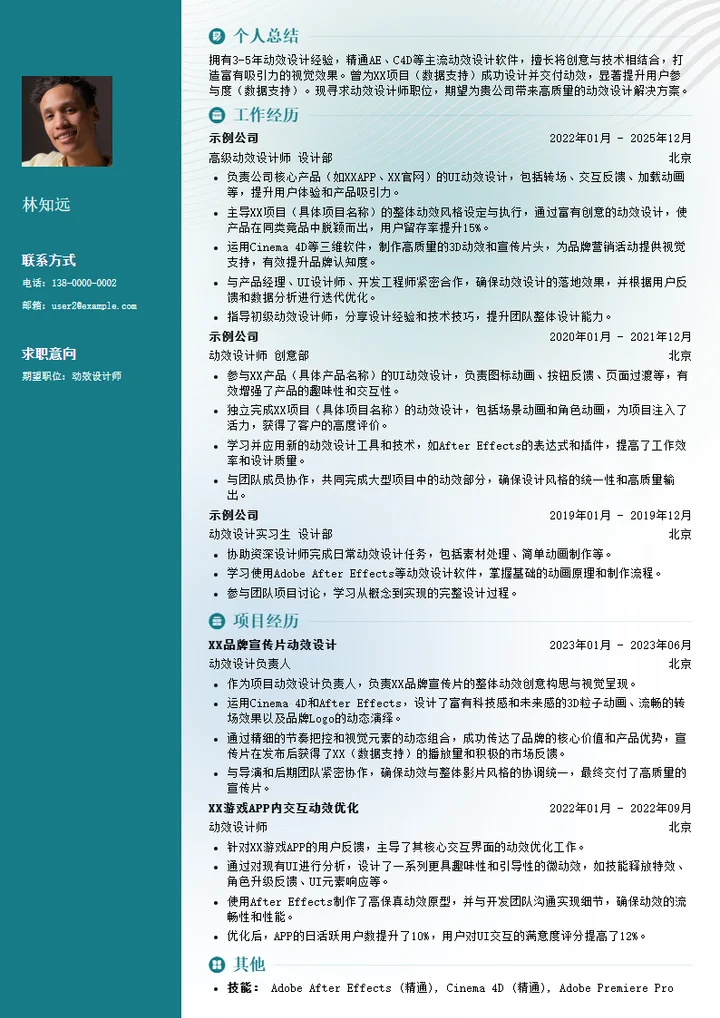 林知远
联系方式
电话：138-0000-0002
邮箱：user2@example.com
求职意向
期望职位：动效设计师
个人总结
拥有3-5年动效设计经验，精通AE、C4D等主流动效设计软件，擅长将创意与技术相结合，打
造富有吸引力的视觉效果。曾为XX项目（数据支持）成功设计并交付动效，显著提升用户参
与度（数据支持）。现寻求动效设计师职位，期望为贵公司带来高质量的动效设计解决方案。
工作经历
示例公司 2022年01月 - 2025年12月
高级动效设计师 设计部 北京
• 负责公司核心产品（如XXAPP、XX官网）的UI动效设计，包括转场、交互反馈、加载动画
等，提升用户体验和产品吸引力。
• 主导XX项目（具体项目名称）的整体动效风格设定与执行，通过富有创意的动效设计，使
产品在同类竞品中脱颖而出，用户留存率提升15%。
• 运用Cinema 4D等三维软件，制作高质量的3D动效和宣传片头，为品牌营销活动提供视觉
支持，有效提升品牌认知度。
• 与产品经理、UI设计师、开发工程师紧密合作，确保动效设计的落地效果，并根据用户反
馈和数据分析进行迭代优化。
• 指导初级动效设计师，分享设计经验和技术技巧，提升团队整体设计能力。
示例公司 2020年01月 - 2021年12月
动效设计师 创意部 北京
• 参与XX产品（具体产品名称）的UI动效设计，负责图标动画、按钮反馈、页面过渡等，有
效增强了产品的趣味性和交互性。
• 独立完成XX项目（具体项目名称）的动效设计，包括场景动画和角色动画，为项目注入了
活力，获得了客户的高度评价。
• 学习并应用新的动效设计工具和技术，如After Effects的表达式和插件，提高了工作效
率和设计质量。
• 与团队成员协作，共同完成大型项目中的动效部分，确保设计风格的统一性和高质量输
出。
示例公司 2019年01月 - 2019年12月
动效设计实习生 设计部 北京
• 协助资深设计师完成日常动效设计任务，包括素材处理、简单动画制作等。
• 学习使用Adobe After Effects等动效设计软件，掌握基础的动画原理和制作流程。
• 参与团队项目讨论，学习从概念到实现的完整设计过程。
项目经历
XX品牌宣传片动效设计 2023年01月 - 2023年06月
动效设计负责人 北京
• 作为项目动效设计负责人，负责XX品牌宣传片的整体动效创意构思与视觉呈现。
• 运用Cinema 4D和After Effects，设计了富有科技感和未来感的3D粒子动画、流畅的转
场效果以及品牌Logo的动态演绎。
• 通过精细的节奏把控和视觉元素的动态组合，成功传达了品牌的核心价值和产品优势，宣
传片在发布后获得了XX（数据支持）的播放量和积极的市场反馈。
• 与导演和后期团队紧密协作，确保动效与整体影片风格的协调统一，最终交付了高质量的
宣传片。
XX游戏APP内交互动效优化 2022年01月 - 2022年09月
动效设计师 北京
• 针对XX游戏APP的用户反馈，主导了其核心交互界面的动效优化工作。
• 通过对现有UI进行分析，设计了一系列更具趣味性和引导性的微动效，如技能释放特效、
角色升级反馈、UI元素响应等。
• 使用After Effects制作了高保真动效原型，并与开发团队沟通实现细节，确保动效的流
畅性和性能。
• 优化后，APP的日活跃用户数提升了10%，用户对UI交互的满意度评分提高了12%。
其他
• 技能： Adobe After Effects (精通), Cinema 4D (精通), Adobe Premiere Pro